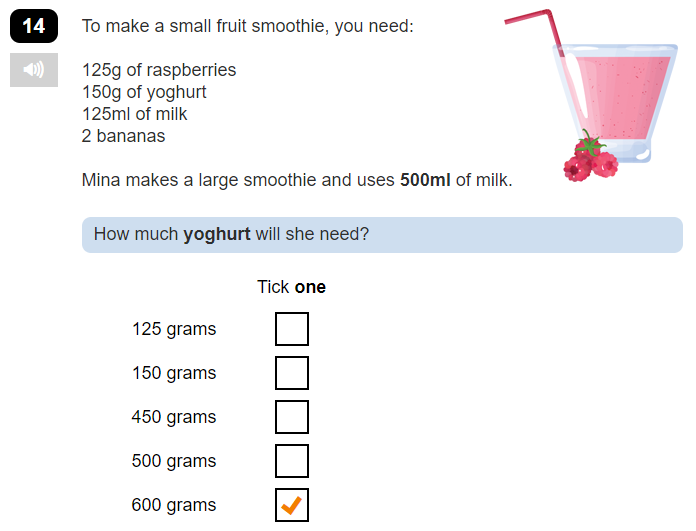 14
To make a small fruit smoothie, you need:
125g of raspberries
150g of yoghurt
125ml of milk
2 bananas
Mina makes a large smoothie and uses 500ml of milk.
How much yoghurt will she need?
Tick one
125 grams
150 grams
450 grams
500 grams
600 grams